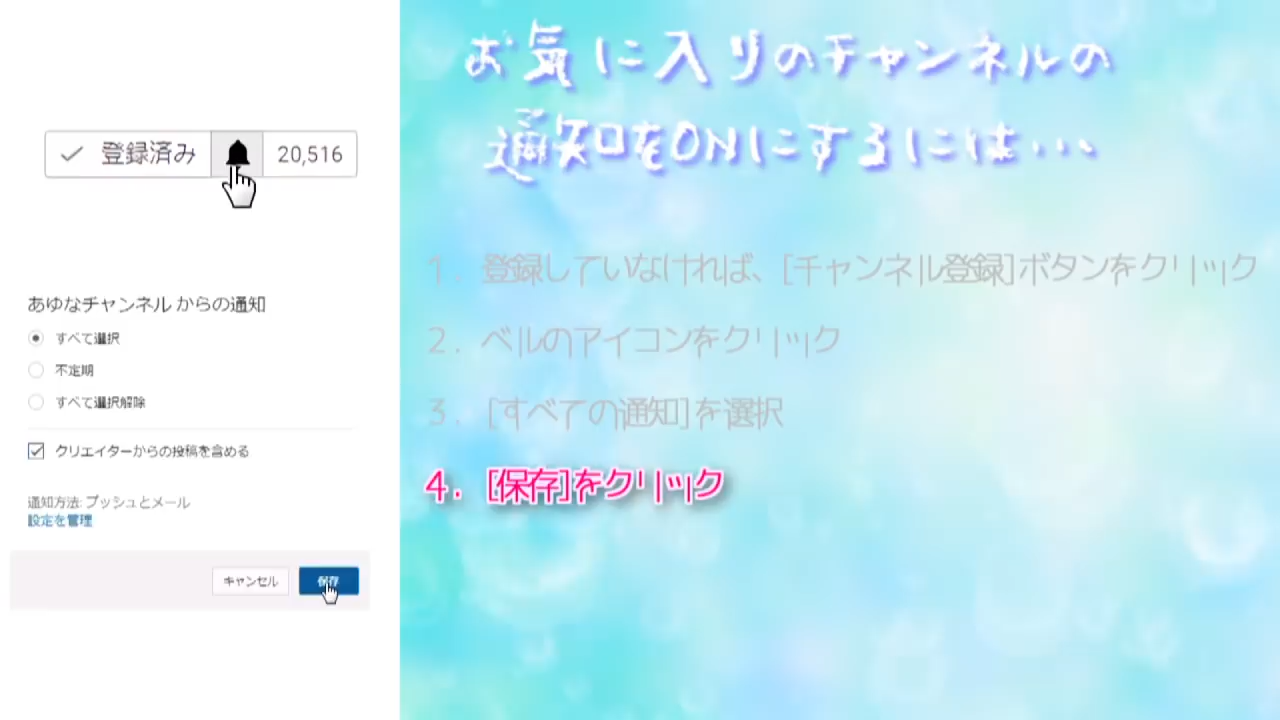 登録済み 20,516
あゆなチャンネル からの通知
すべて選択
不定期
すべて選択解除
クリエイターからの投稿を含める
通知方法: プッシュとメール
設定を管理
キャンセル 保存
お気に入りのチャンネルの
通知をONにするには…
1. 登録していなければ、[チャンネル登録]ボタンをクリック
2. ベルのアイコンをクリック
3. [すべての通知]を選択
4. [保存]をクリック